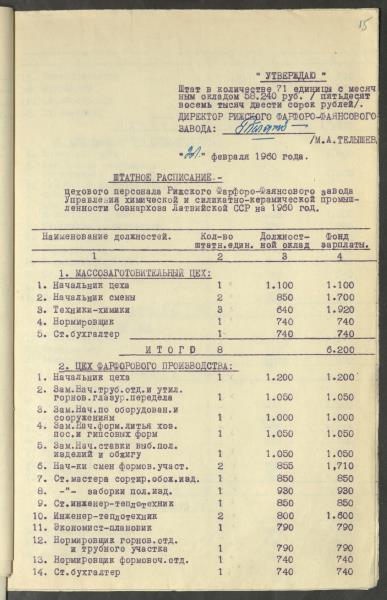 15
" УТВЕРЖДАЮ "
Штат в количестве 71 единицы с месяч
ным окладом 58.240 руб. / пятьдесят
восемь тысяч двести сорок рублей/.
ДИРЕКТОР РИЖСКОГО ФАРФОРО-ФАЯНСОВОГО
ЗАВОДА:
/М.А.ТЕЛЫШЕВ
" 20. " февраля 1960 года.
ШТАТНОЕ РАСПИСАНИЕ.-
цехового персонала Рижского Фарфоро-Фаянсового завода
Управления химической и силикатно-керамической промыш-
ленности Совнархоза Латвийской ССР на 1960 год.
Наименование должностей. Кол-во Должност- Фонд
штатн.един. ной оклад зарплаты.
1 2 3 4
1. МАССОЗАГОТОВИТЕЛЬНЫЙ ЦЕХ:
1. Начальник цеха 1 1.100 1.100
2. Начальник смены 2 850 1.700
3. Техники-химики 3 640 1.920
4. Нормировщик 1 740 740
5. Ст.бухгалтер 1 740 740
ИТОГО 8 6.200
2. ЦЕХ ФАРФОРОВОГО ПРОИЗВОДСТВА:
1. Начальник цеха 1 1.200 1.200
2. Зам.Нач.труб.отд.и утил.
горнов.глазур.передела 1 1.050 1.050
3. Зам.Нач.по оборудован.и
сооружениям 1 1.000 1.000
4. Зам.Нач.форм.литья хоз.
пос.и гипсовых форм 1 1.050 1.050
5. Зам.Нач.ставки выб.пол.
изделий и обжигу 1 1.050 1.050
6. Нач-ки смен формов.участ. 2 855 1,710
7. Ст.мастера сортир.обож.изд. 1 850 850
8. -"- заборки пол.изд. 1 930 930
9. Ст.инженер-теплотехник 1 850 850
10. Инженер-теплотехник 2 800 1.600
11. Экономист-плановик 1 790 790
12. Нормировщик горнов.отд.
и трубного участка 1 790 790
13. Нормировщик формовоч.отд. 1 740 740
14. Ст.бухгалтер 1 740 740